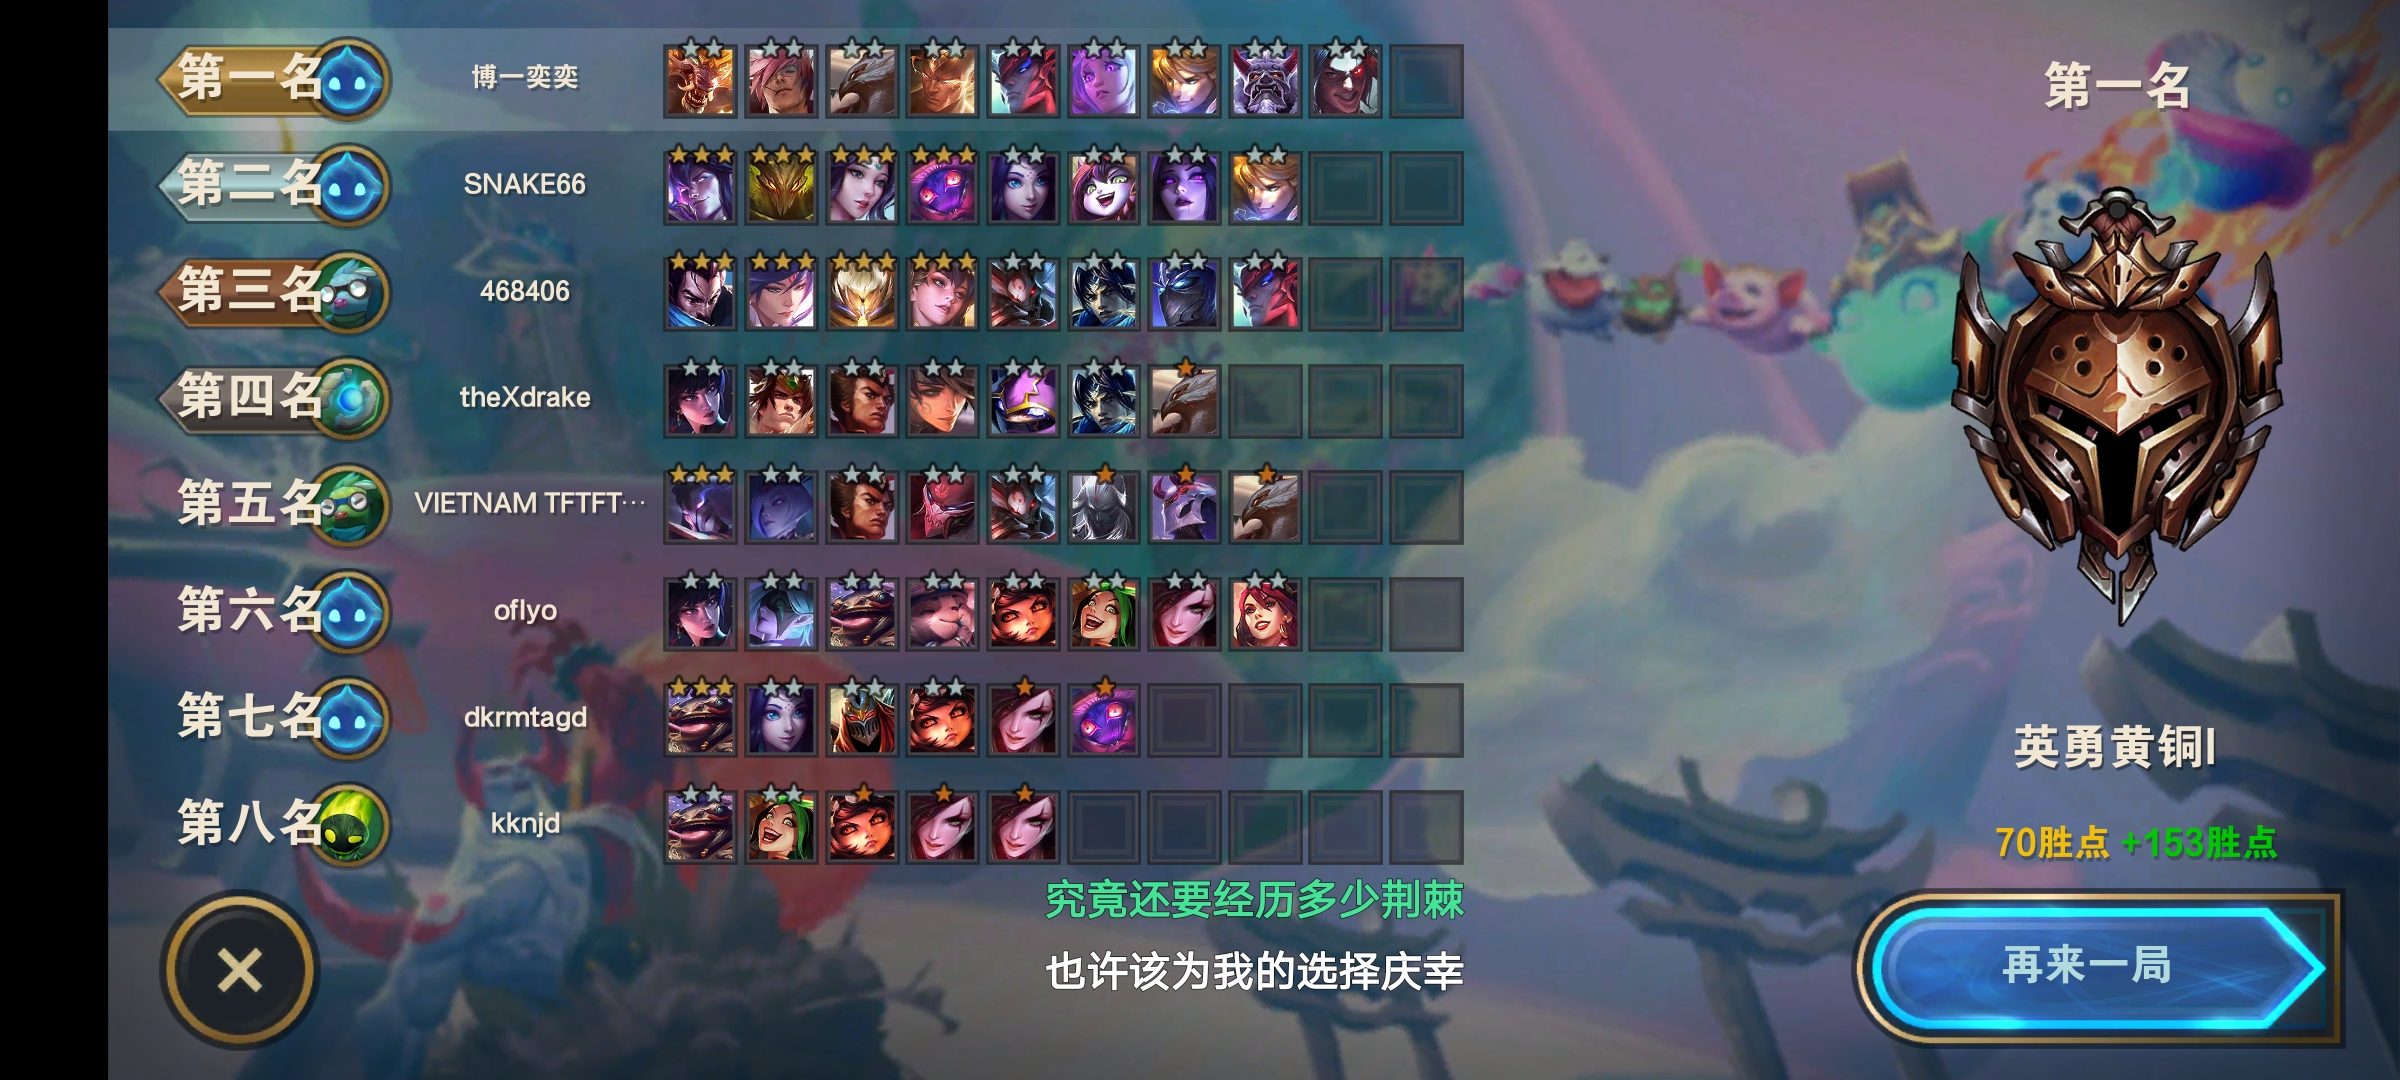 第一名 博一奕奕
第二名 SNAKE66
第三名 468406
第四名 theXdrake
第五名 VIETNAM TFTFT…
第六名 oflyo
第七名 dkrmtagd
第八名 kknjd
究竟还要经历多少荆棘
也许该为我的选择庆幸
第一名
英勇黄铜I
70胜点 +153胜点
再来一局